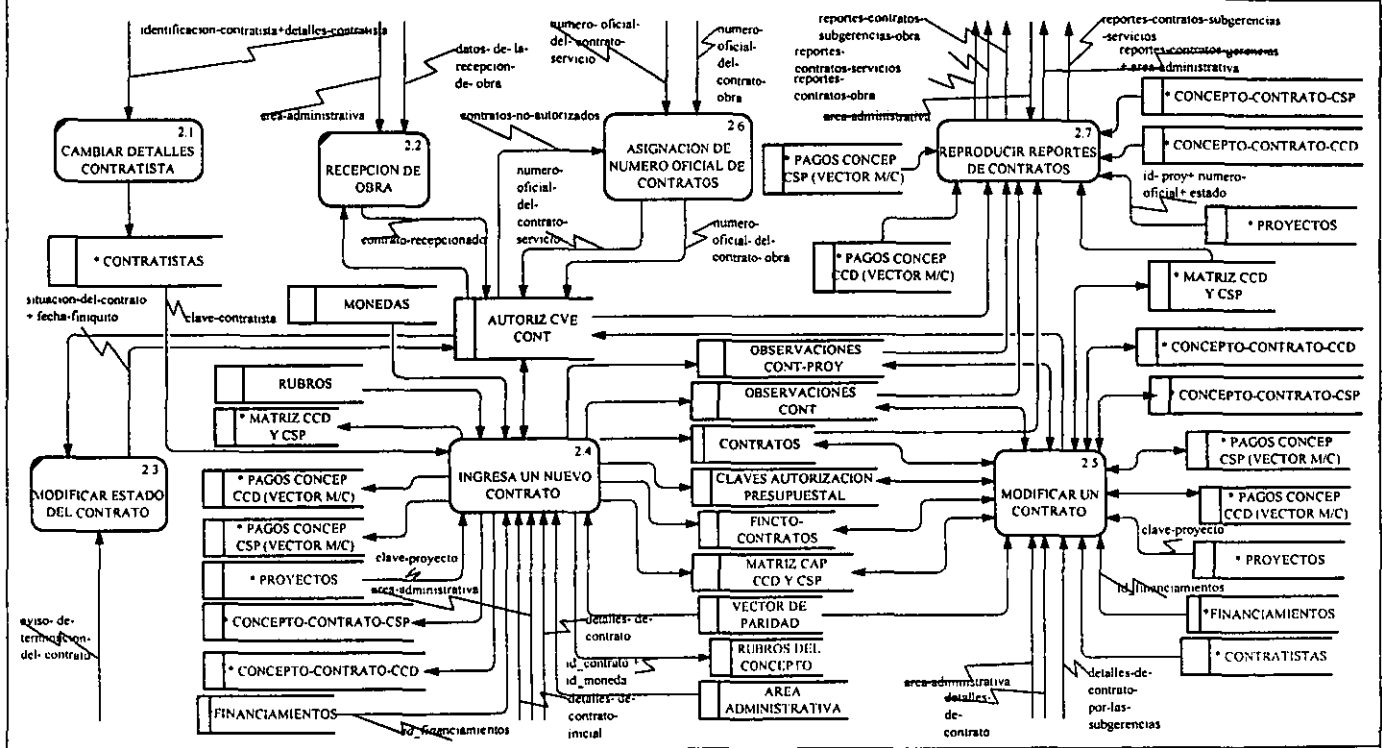 identificacion-contratista+detalles-contratista
datos- de- la
recepcion-
de- obra
area-administrativa
numero- oficial-
del- contrato-
servicio
numero-
oficial-
del-
contrato-
obra
contratos-no-autorizados
reportes-contratos-
subgerencias-obra
reportes-
contratos-servicios
reportes-
contratos-obra
area-administrativa
reportes-contratos-subgerencias
-servicios
reportes-contratos-gerencias
+ area-administrativa
2.1
CAMBIAR DETALLES
CONTRATISTA
2.2
RECEPCION DE
OBRA
2.6
ASIGNACION DE
NUMERO OFICIAL DE
CONTRATOS
2.7
REPRODUCIR REPORTES
DE CONTRATOS
* CONCEPTO-CONTRATO-CSP
* CONCEPTO-CONTRATO-CCD
* PAGOS CONCEP
CSP (VECTOR M/C)
id- proy+ numero-
oficial+ estado
* PROYECTOS
numero-
oficial-
del-
contrato-
servicio
contrato-recepcionado
numero-
oficial- del-
contrato- obra
* PAGOS CONCEP
CCD (VECTOR M/C)
* CONTRATISTAS
* MATRIZ CCD
Y CSP
situacion-del-contrato
+ fecha-finiquito
clave-contratista
MONEDAS
AUTORIZ CVE
CONT
OBSERVACIONES
CONT-PROY
* CONCEPTO-CONTRATO-CCD
RUBROS
OBSERVACIONES
CONT
* CONCEPTO-CONTRATO-CSP
* MATRIZ CCD
Y CSP
CONTRATOS
2.3
MODIFICAR ESTADO
DEL CONTRATO
2.4
INGRESA UN NUEVO
CONTRATO
2.5
MODIFICAR UN
CONTRATO
* PAGOS CONCEP
CSP (VECTOR M/C)
* PAGOS CONCEP
CCD (VECTOR M/C)
CLAVES AUTORIZACION
PRESUPUESTAL
* PAGOS CONCEP
CCD (VECTOR M/C)
* PAGOS CONCEP
CSP (VECTOR M/C)
FINCTO-
CONTRATOS
clave-proyecto
clave-proyecto
* PROYECTOS
MATRIZ CAP
CCD Y CSP
* PROYECTOS
area-administrativa
id_financiamientos
* CONCEPTO-CONTRATO-CSP
detalles- de-
contrato
VECTOR DE
PARIDAD
*FINANCIAMIENTOS
aviso- de-
terminacion-
del- contrato
* CONCEPTO-CONTRATO-CCD
id_contrato +
id_moneda
RUBROS DEL
CONCEPTO
* CONTRATISTAS
FINANCIAMIENTOS
id_financiamientos
detalles- de-
contrato-
inicial
AREA
ADMINISTRATIVA
area-administrativa
detalles-
de-
contrato
detalles-de-
contrato-
por-las-
subgerencias